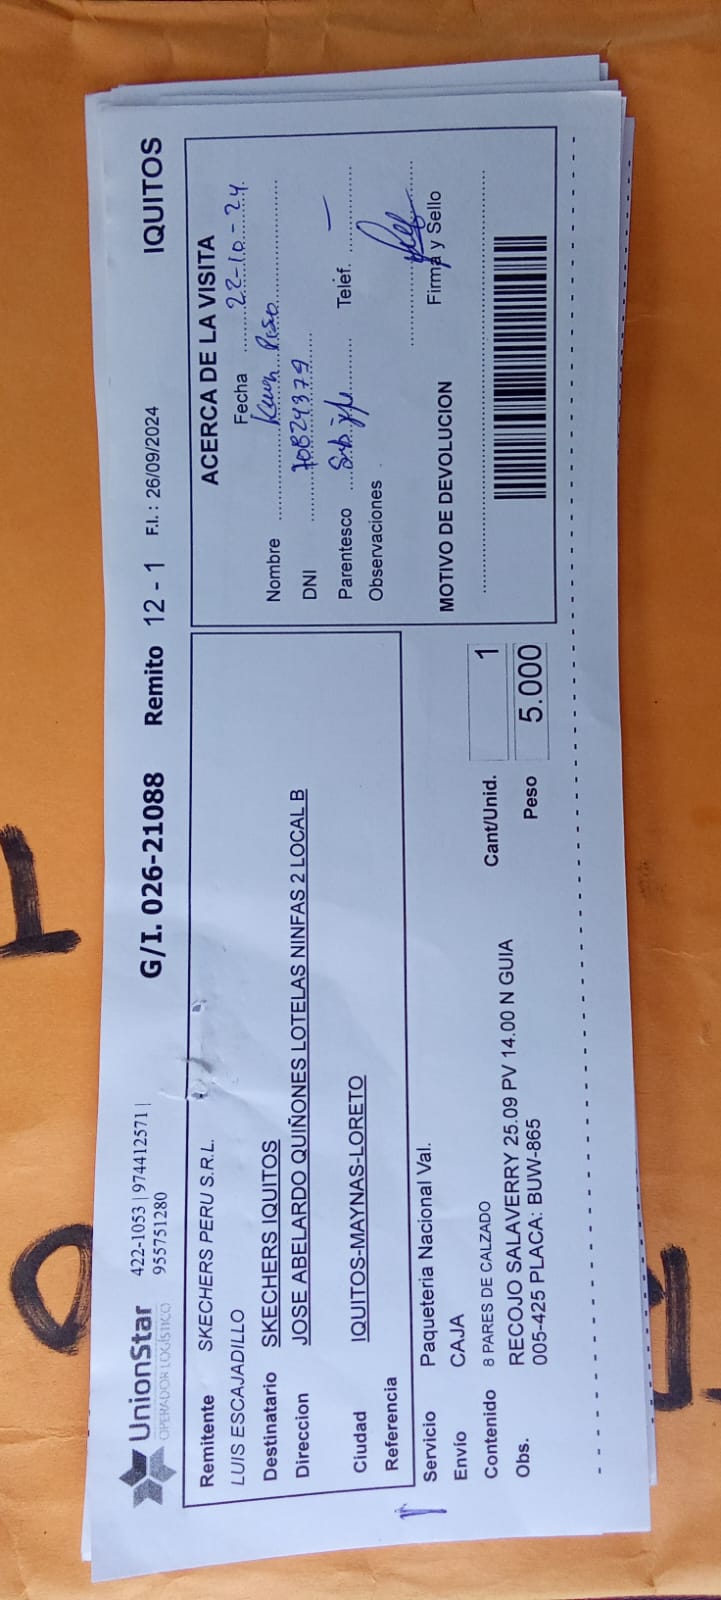 UnionStar
OPERADOR LOGÍSTICO
422-1053 | 974412571 |
955751280
G/I. 026-21088 Remito 12 - 1 F.I.: 26/09/2024 IQUITOS
Remitente SKECHERS PERU S.R.L.
LUIS ESCAJADILLO
Destinatario SKECHERS IQUITOS
Direccion JOSE ABELARDO QUIÑONES LOTELAS NINFAS 2 LOCAL B
Ciudad IQUITOS-MAYNAS-LORETO
Referencia
Servicio Paqueteria Nacional Val.
Envío CAJA
Contenido 8 PARES DE CALZADO
Cant/Unid. 1
Obs. RECOJO SALAVERRY 25.09 PV 14.00 N GUIA
005-425 PLACA: BUW-865
Peso 5.000
ACERCA DE LA VISITA
Fecha 22-10-24
Nombre
DNI 70824379
Parentesco Sub jefe Teléf. —
Observaciones
Firma y Sello
MOTIVO DE DEVOLUCION